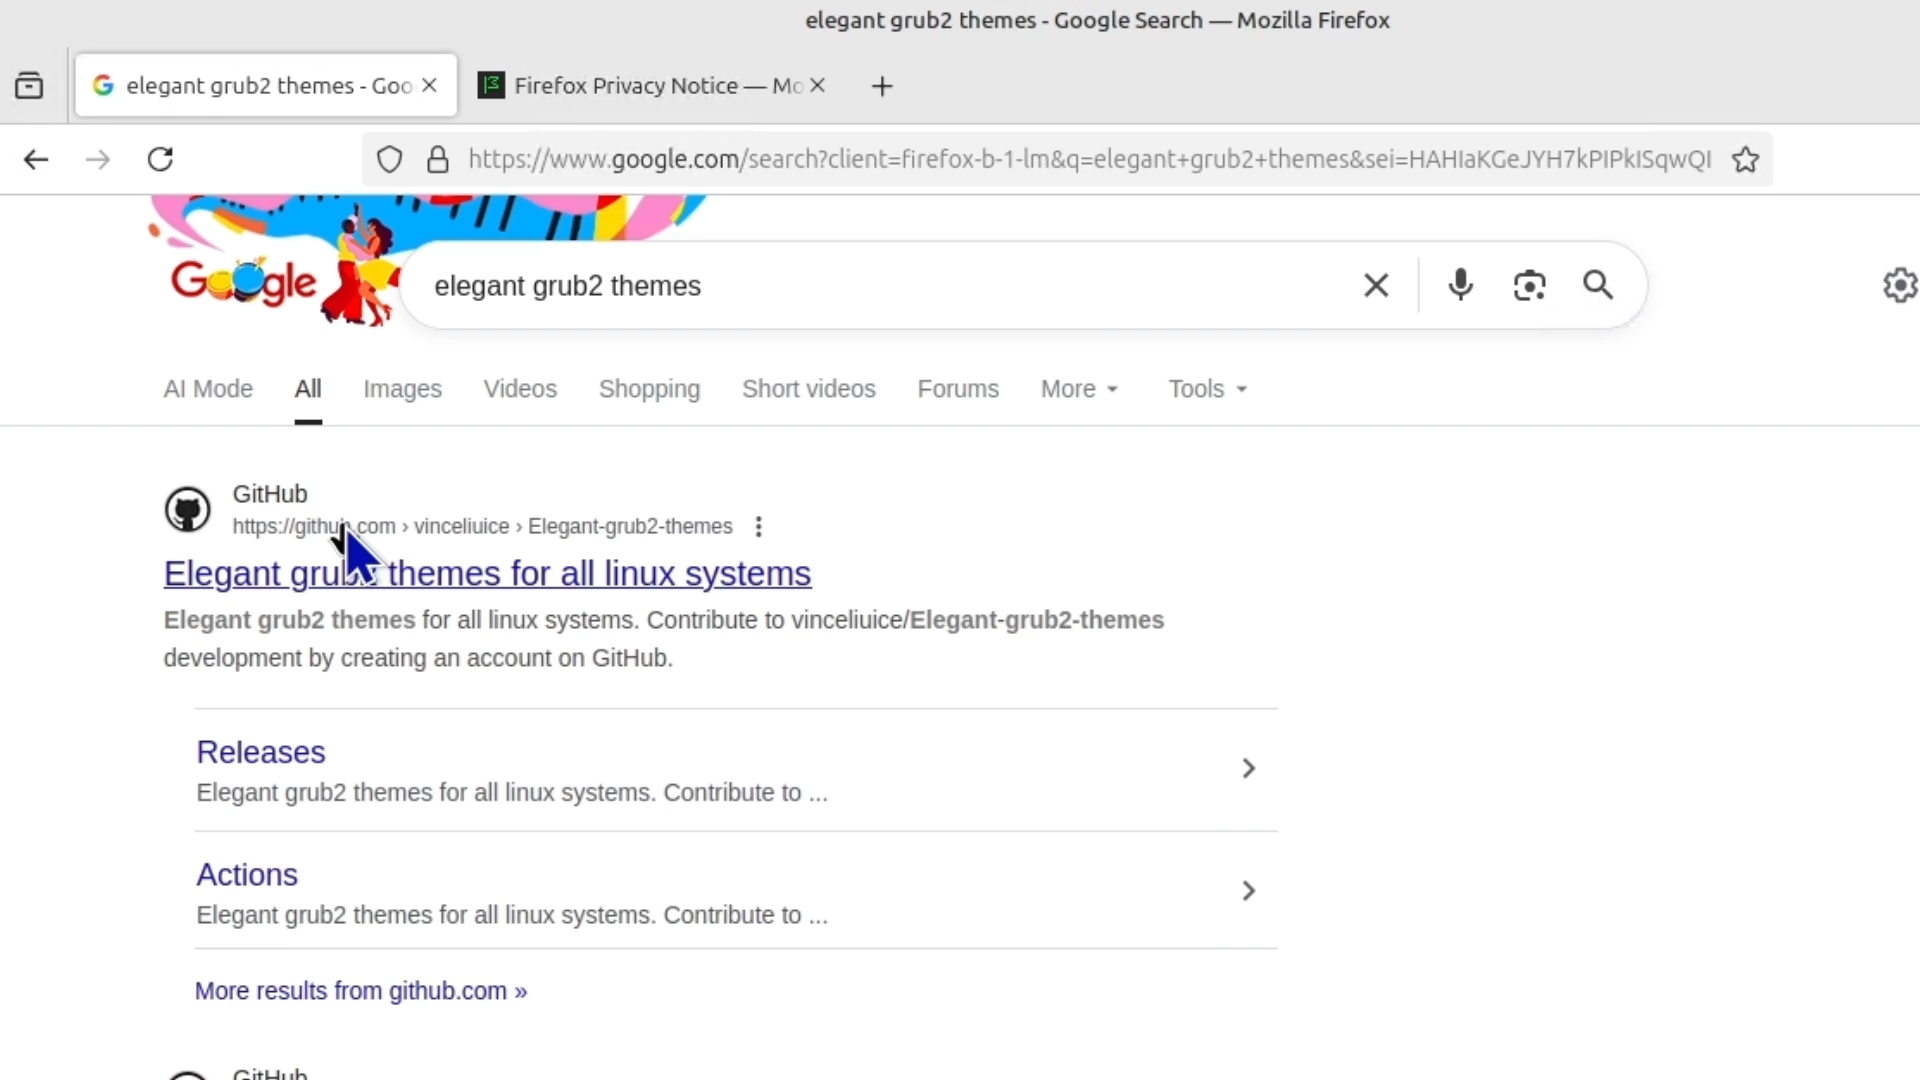 elegant grub2 themes - Google Search — Mozilla Firefox
elegant grub2 themes - Goo
Firefox Privacy Notice — Mo
https://www.google.com/search?client=firefox-b-1-lm&q=elegant+grub2+themes&sei=HAHIaKGeJYH7kPIPkISqwQI
Google
elegant grub2 themes
AI Mode All Images Videos Shopping Short videos Forums More Tools
GitHub
https://github.com › vinceliuice › Elegant-grub2-themes
Elegant grub2 themes for all linux systems
Elegant grub2 themes for all linux systems. Contribute to vinceliuice/Elegant-grub2-themes
development by creating an account on GitHub.
Releases
Elegant grub2 themes for all linux systems. Contribute to ...
Actions
Elegant grub2 themes for all linux systems. Contribute to ...
More results from github.com »
GitHub